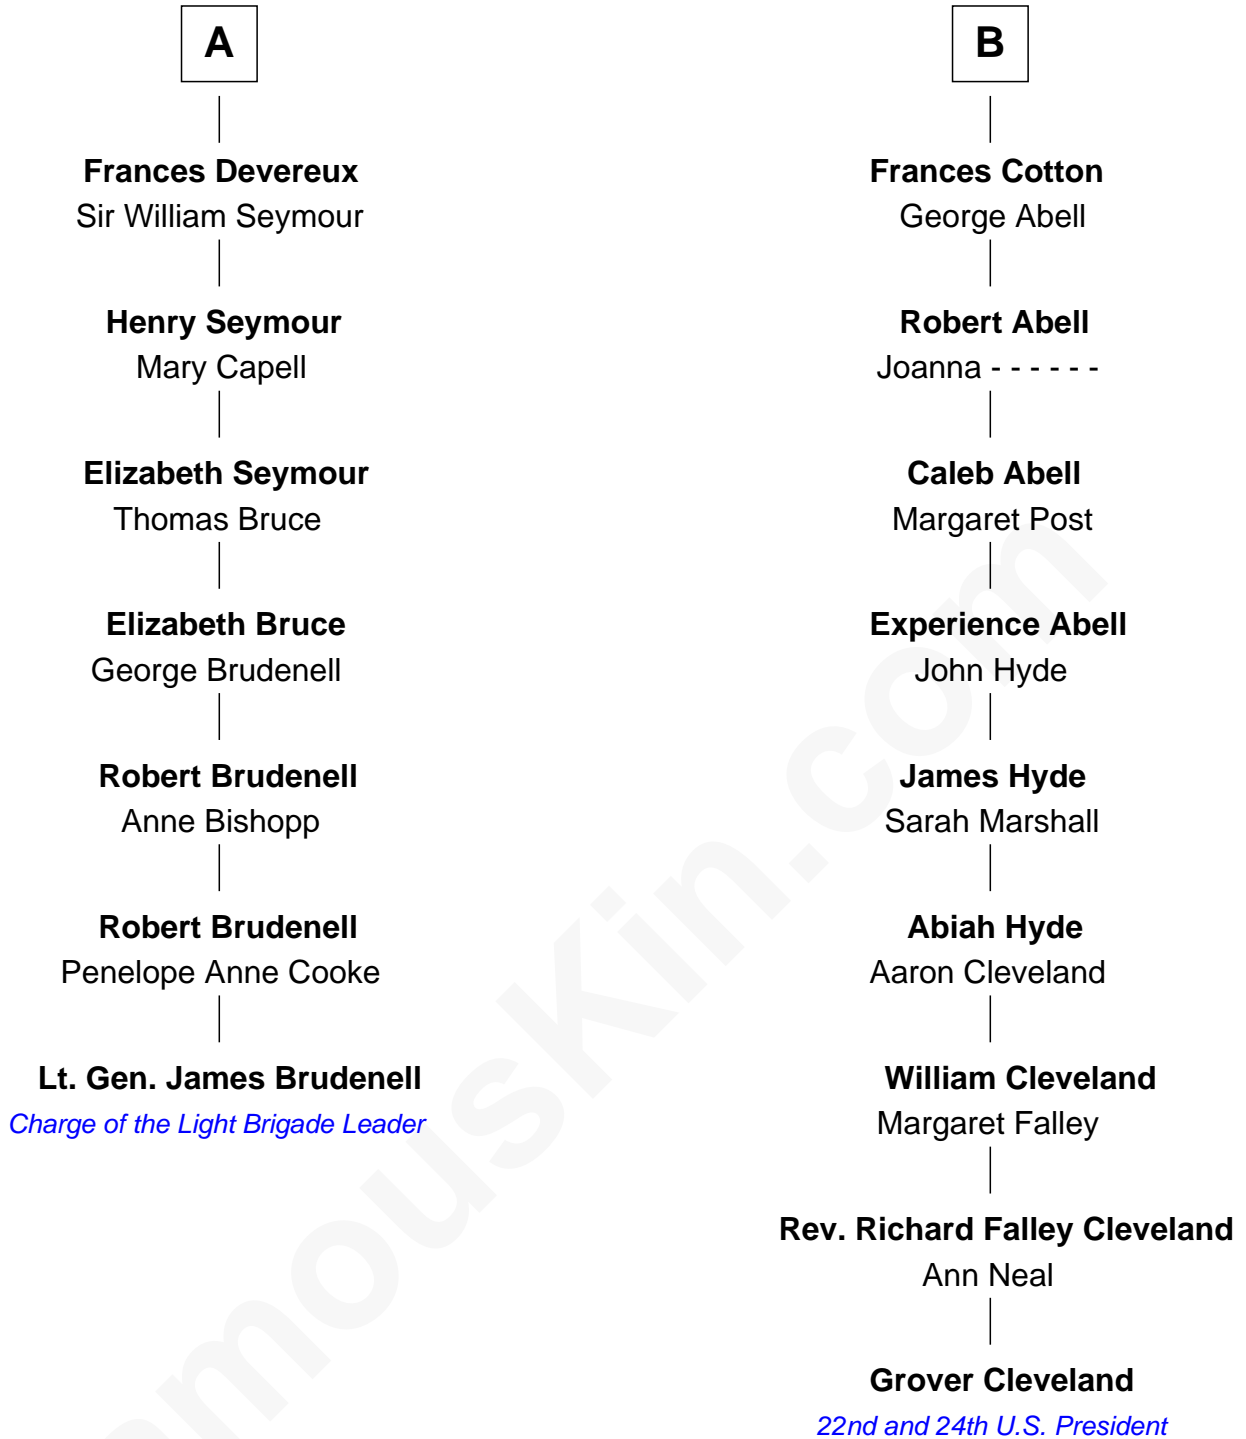 A
Frances Devereux
Sir William Seymour
Henry Seymour
Mary Capell
Elizabeth Seymour
Thomas Bruce
Elizabeth Bruce
George Brudenell
Robert Brudenell
Anne Bishopp
Robert Brudenell
Penelope Anne Cooke
Lt. Gen. James Brudenell
Charge of the Light Brigade Leader
B
Frances Cotton
George Abell
Robert Abell
Joanna - - - - - -
Caleb Abell
Margaret Post
Experience Abell
John Hyde
James Hyde
Sarah Marshall
Abiah Hyde
Aaron Cleveland
William Cleveland
Margaret Falley
Rev. Richard Falley Cleveland
Ann Neal
Grover Cleveland
22nd and 24th U.S. President
amousKin.com